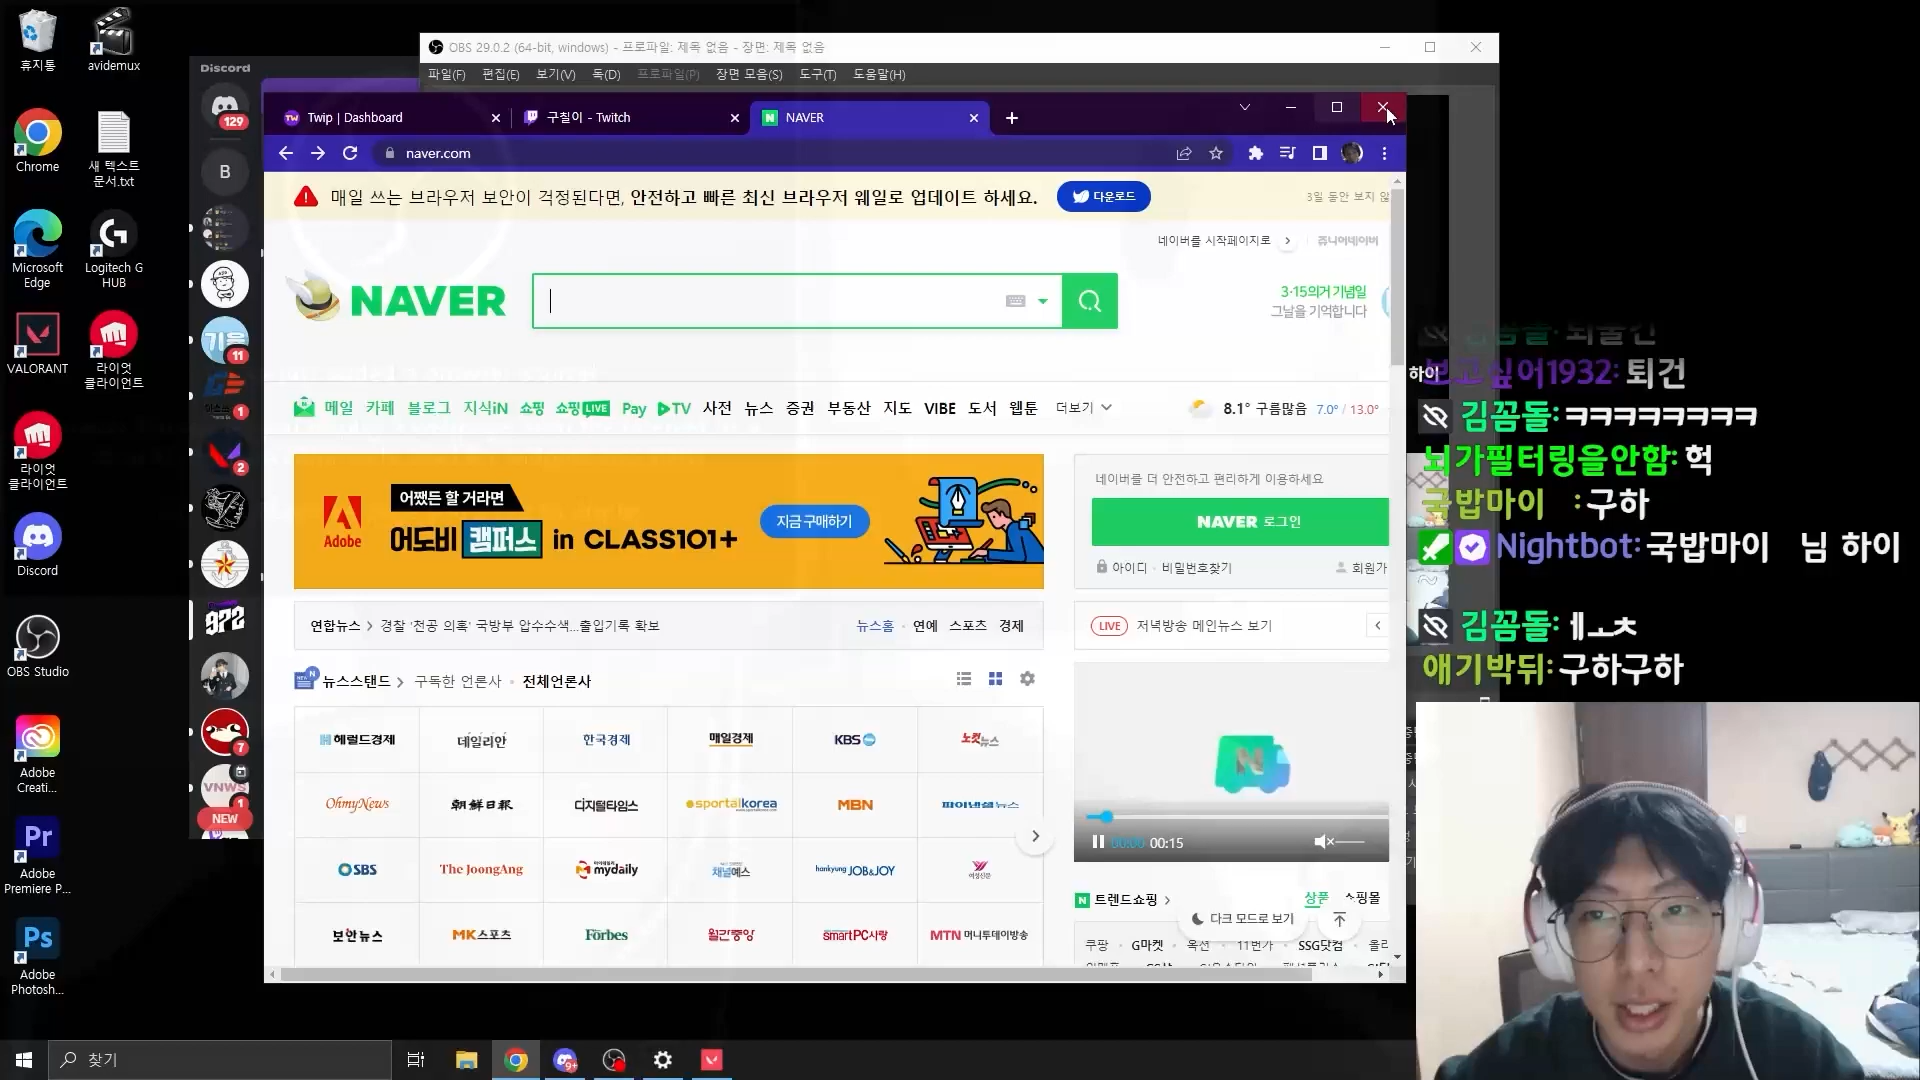 휴지통
avidemux
Chrome
새 텍스트
문서.txt
Microsoft
Edge
Logitech G
HUB
VALORANT
라이엇
클라이언트
라이엇
클라이언트
Discord
OBS Studio
Adobe
Creati...
Adobe
Premiere P...
Adobe
Photosh...
Discord
129
B
11
1
2
972
7
VNWS
1
NEW
OBS 29.0.2 (64-bit, windows) - 프로파일: 제목 없음 - 장면: 제목 없음
파일(F) 편집(E) 보기(V) 독(D) 프로파일(P) 장면 모음(S) 도구(T) 도움말(H)
Twip | Dashboard
구칠이 - Twitch
NAVER
naver.com
매일 쓰는 브라우저 보안이 걱정된다면, 안전하고 빠른 최신 브라우저 웨일로 업데이트 하세요.
다운로드
3일 동안 보지 않
네이버를 시작페이지로
쥬니어네이버
NAVER
3·15의거 기념일
그날을 기억합니다
메일 카페 블로그 지식iN 쇼핑 쇼핑LIVE Pay TV 사전 뉴스 증권 부동산 지도 VIBE 도서 웹툰 더보기
8.1° 구름많음 7.0° / 13.0°
Adobe
어쨌든 할 거라면
어도비 캠퍼스 in CLASS101+
지금 구매하기
네이버를 더 안전하고 편리하게 이용하세요
NAVER 로그인
아이디 · 비밀번호찾기
회원가
연합뉴스 > 경찰 '천공 의혹' 국방부 압수수색...출입기록 확보
뉴스홈 · 연예 스포츠 경제
LIVE 저녁방송 메인뉴스 보기
뉴스스탠드 > 구독한 언론사 · 전체언론사
헤럴드경제 데일리안 한국경제 매일경제 KBS 노컷뉴스
OhmyNews 朝鮮日報 디지털타임스 sportalkorea MBN 파이낸셜뉴스
SBS The JoongAng mydaily 채널예스 hankyung JOB&JOY 여성신문
보안뉴스 MK스포츠 Forbes 월간중앙 smartPC사랑 MTN 머니투데이방송
00:00 00:15
트렌드쇼핑 >
상품 쇼핑몰
다크 모드로 보기
쿠팡 · G마켓 · 옥션 · 11번가 · SSG닷컴 · 올리
하이
보고싶어1932: 퇴건
김꼼돌: ㅋㅋㅋㅋㅋㅋㅋㅋ
뇌가필터링을안함: 헉
국밥마이 : 구하
Nightbot: 국밥마이 님 하이
김꼼돌: ㅔㅗㅊ
애기박뒤: 구하구하
찾기
9+